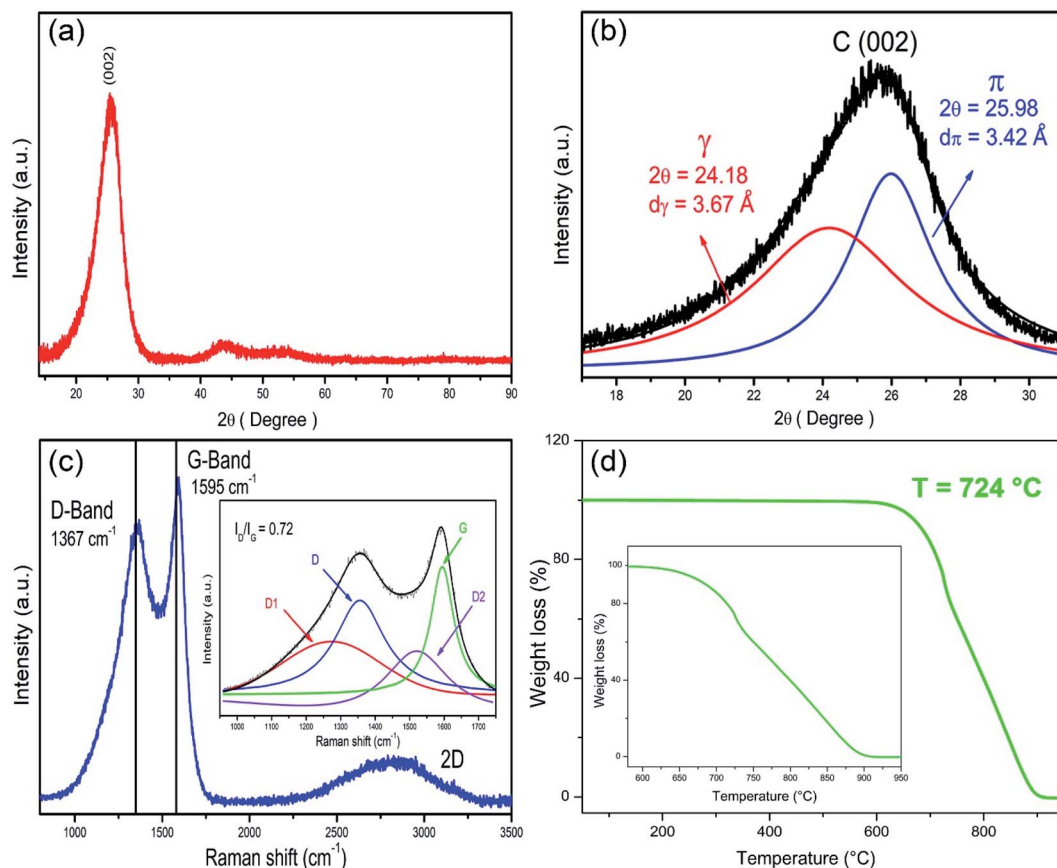 (a)
(002)
Intensity (a.u.)
20 30 40 50 60 70 80 90
2θ ( Degree )
(b)
C (002)
π
2θ = 25.98
dπ = 3.42 Å
γ
2θ = 24.18
dγ = 3.67 Å
Intensity (a.u.)
18 20 22 24 26 28 30
2θ ( Degree )
(c)
G-Band
1595 cm⁻¹
D-Band
1367 cm⁻¹
Intensity (a.u.)
I_D/I_G = 0.72
G
D
D1
D2
Intensity (a.u.)
1000 1100 1200 1300 1400 1500 1600 1700
Raman shift (cm⁻¹)
2D
1000 1500 2000 2500 3000 3500
Raman shift (cm⁻¹)
(d)
T = 724 °C
Weight loss (%)
120
80
40
0
Weight loss (%)
100
80
40
0
600 650 700 750 800 850 900 950
Temperature (°C)
200 400 600 800
Temperature (°C)